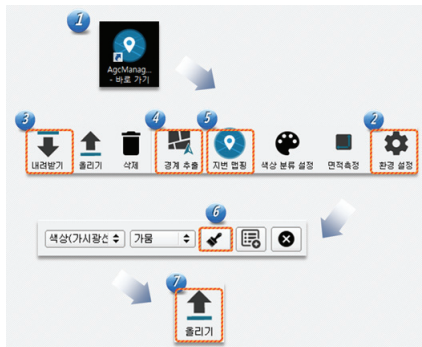 1
AgcManag...
- 바로 가기
3
4
5
2
내려받기
올리기
삭제
경계 추출
지번 맵핑
색상 분류 설정
면적측정
환경 설정
6
색상(가시광선
가뭄
7
올리기